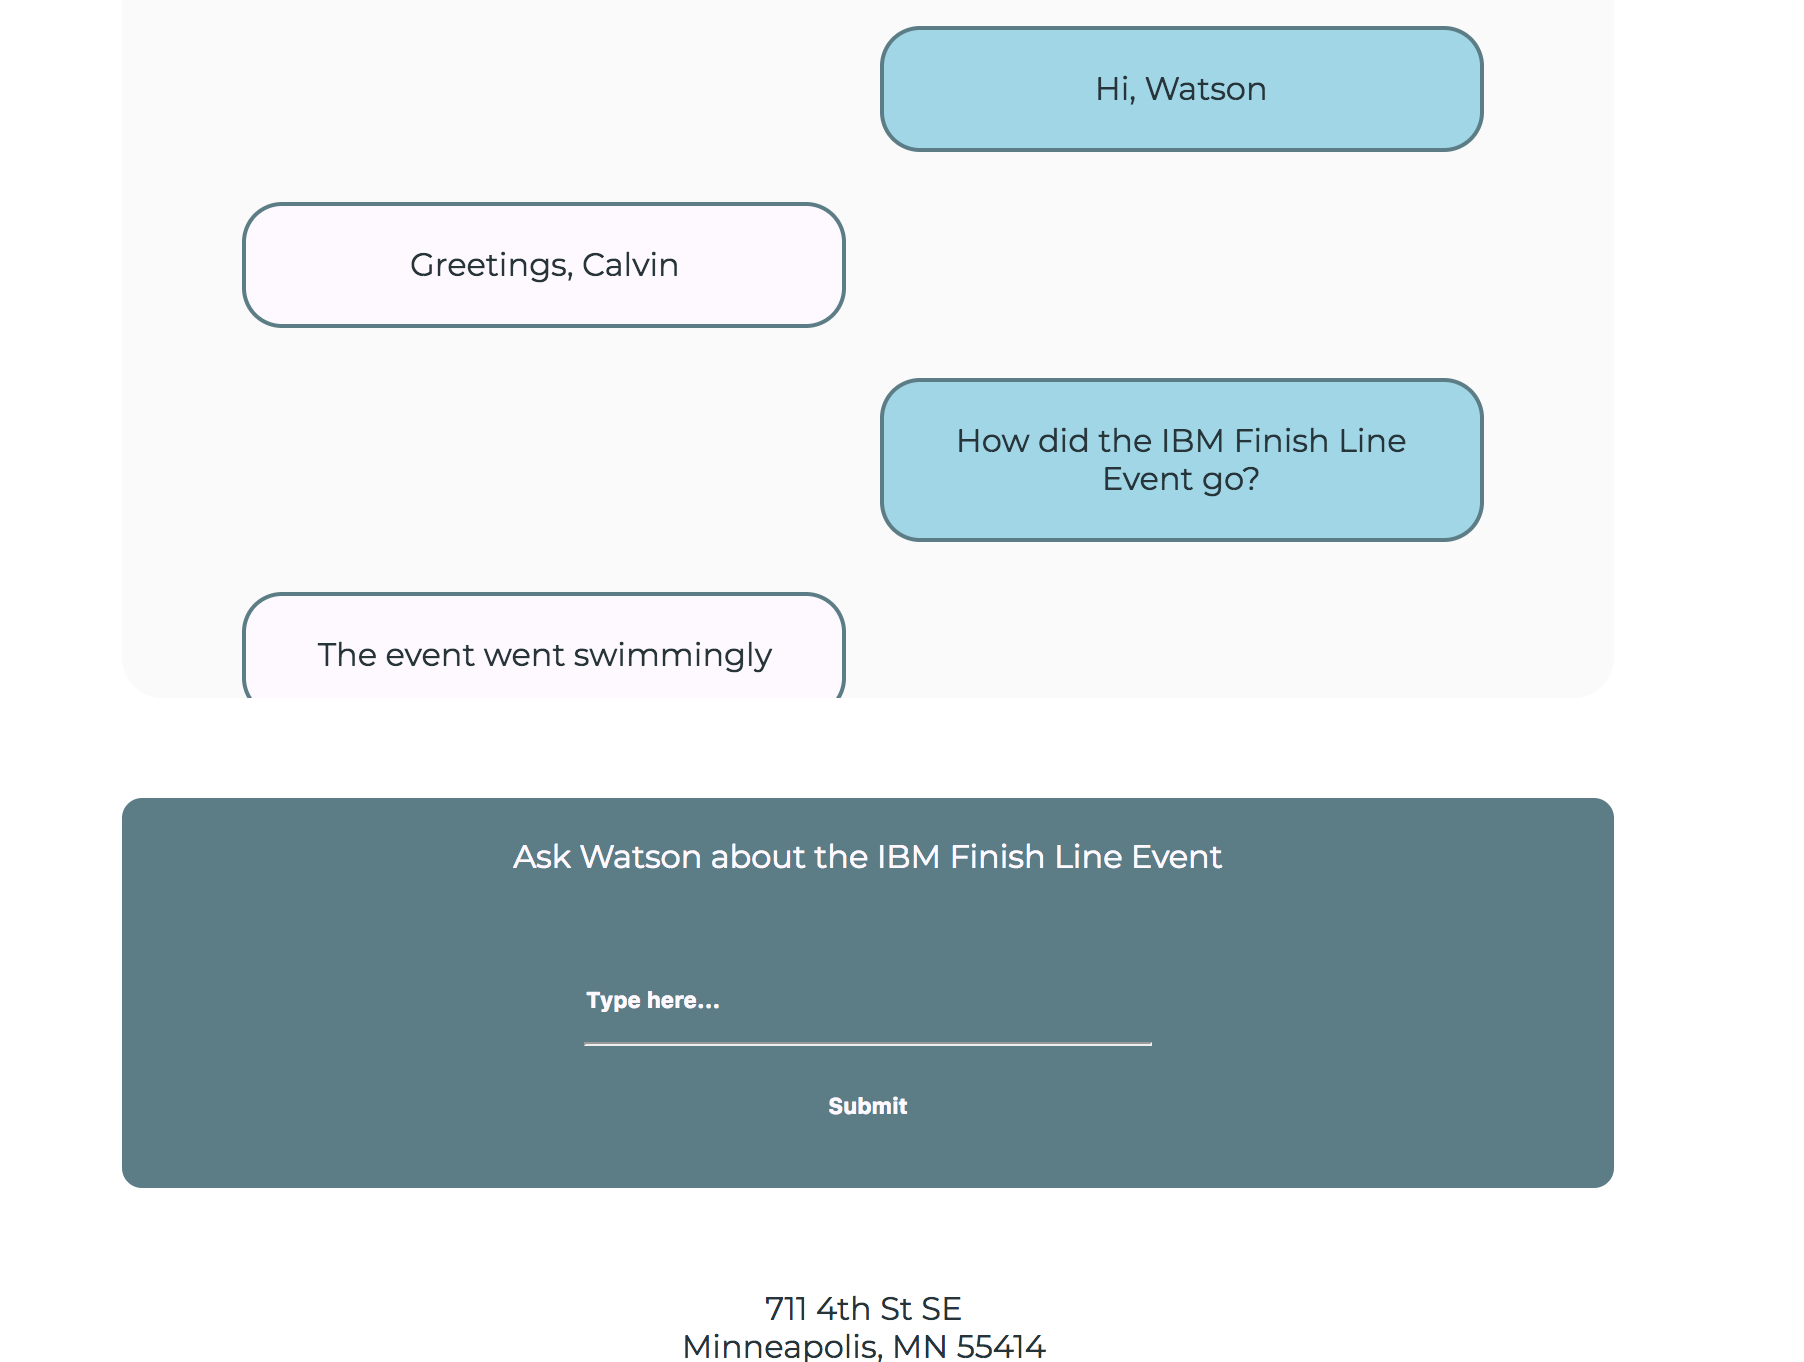 Hi, Watson
Greetings, Calvin
How did the IBM Finish Line
Event go?
The event went swimmingly
Ask Watson about the IBM Finish Line Event
Type here...
Submit
711 4th St SE
Minneapolis, MN 55414